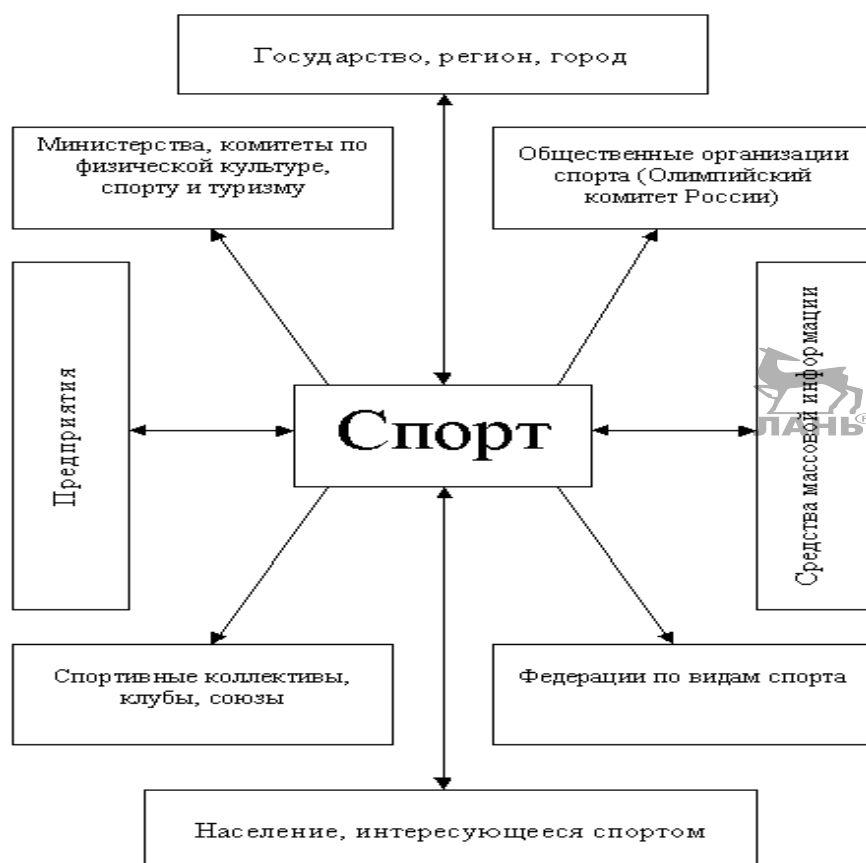 Государство, регион, город
Министерства, комитеты по
физической культуре,
спорту и туризму
Общественные организации
спорта (Олимпийский
комитет России)
Предприятия
Спорт
Средства массовой информации
ЛАНЬ®
Спортивные коллективы,
клубы, союзы
Федерации по видам спорта
Население, интересующееся спортом